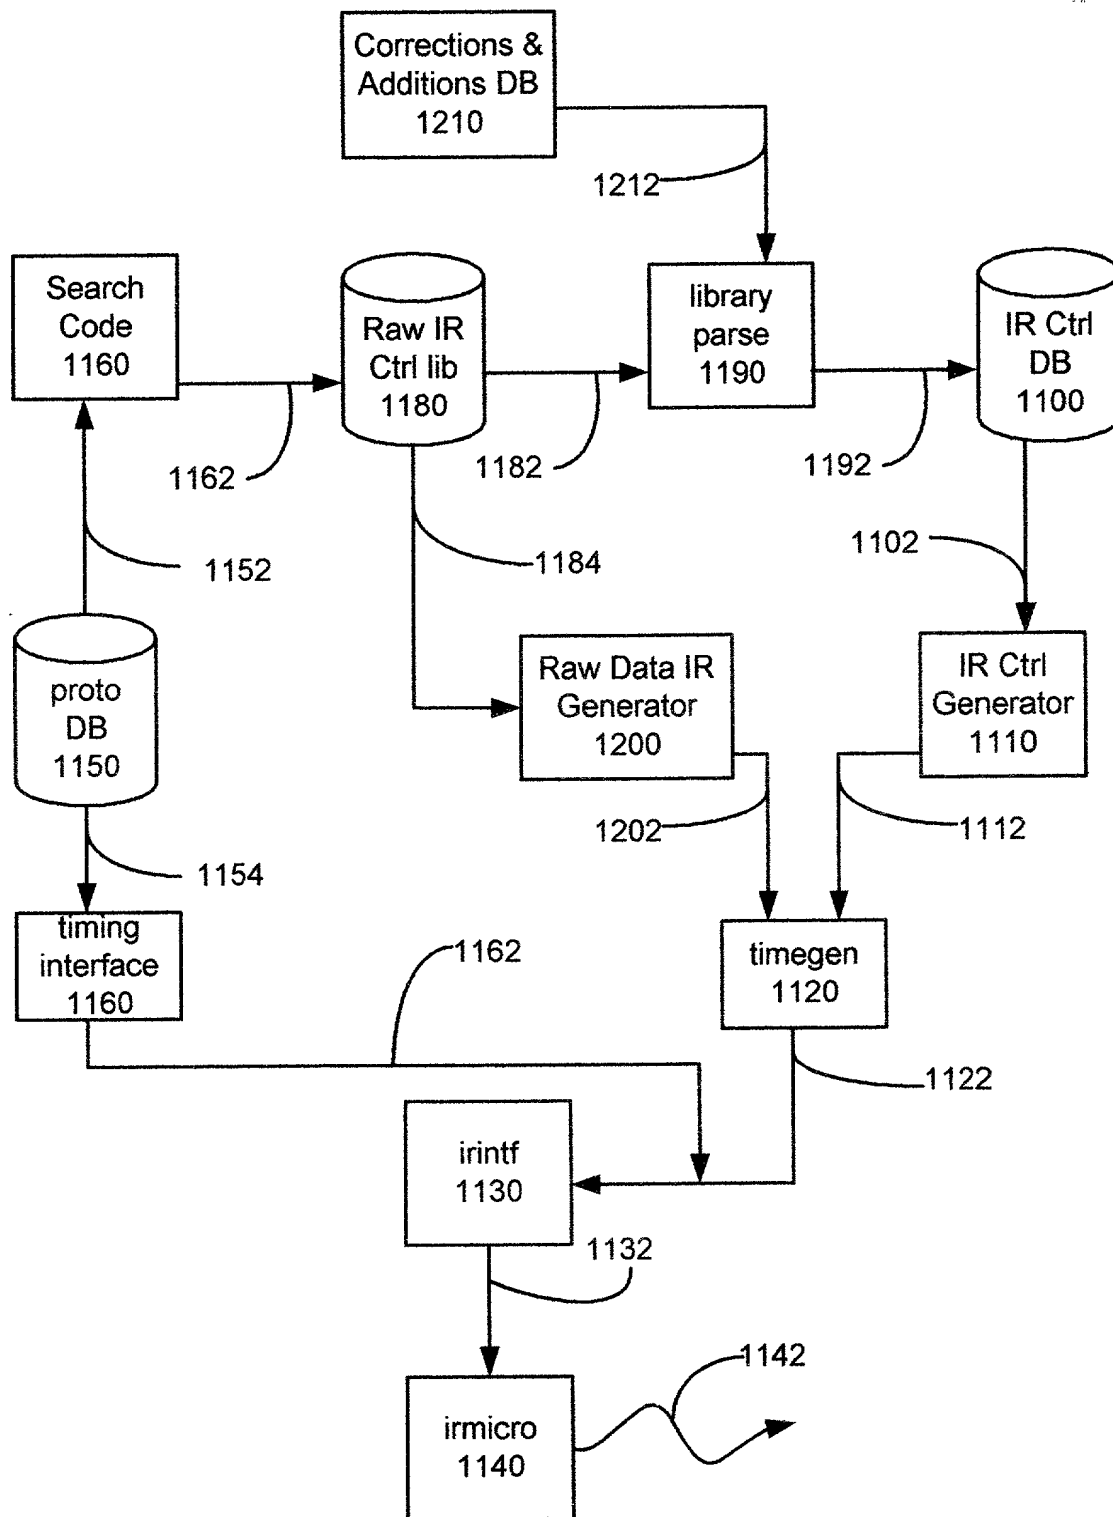 Corrections &
Additions DB
1210
1212
Search
Code
1160
Raw IR
Ctrl lib
1180
library
parse
1190
IR Ctrl
DB
1100
1162
1182
1192
1152
1184
1102
proto
DB
1150
Raw Data IR
Generator
1200
IR Ctrl
Generator
1110
1202
1112
1154
timing
interface
1160
1162
timegen
1120
1122
irintf
1130
1132
1142
irmicro
1140